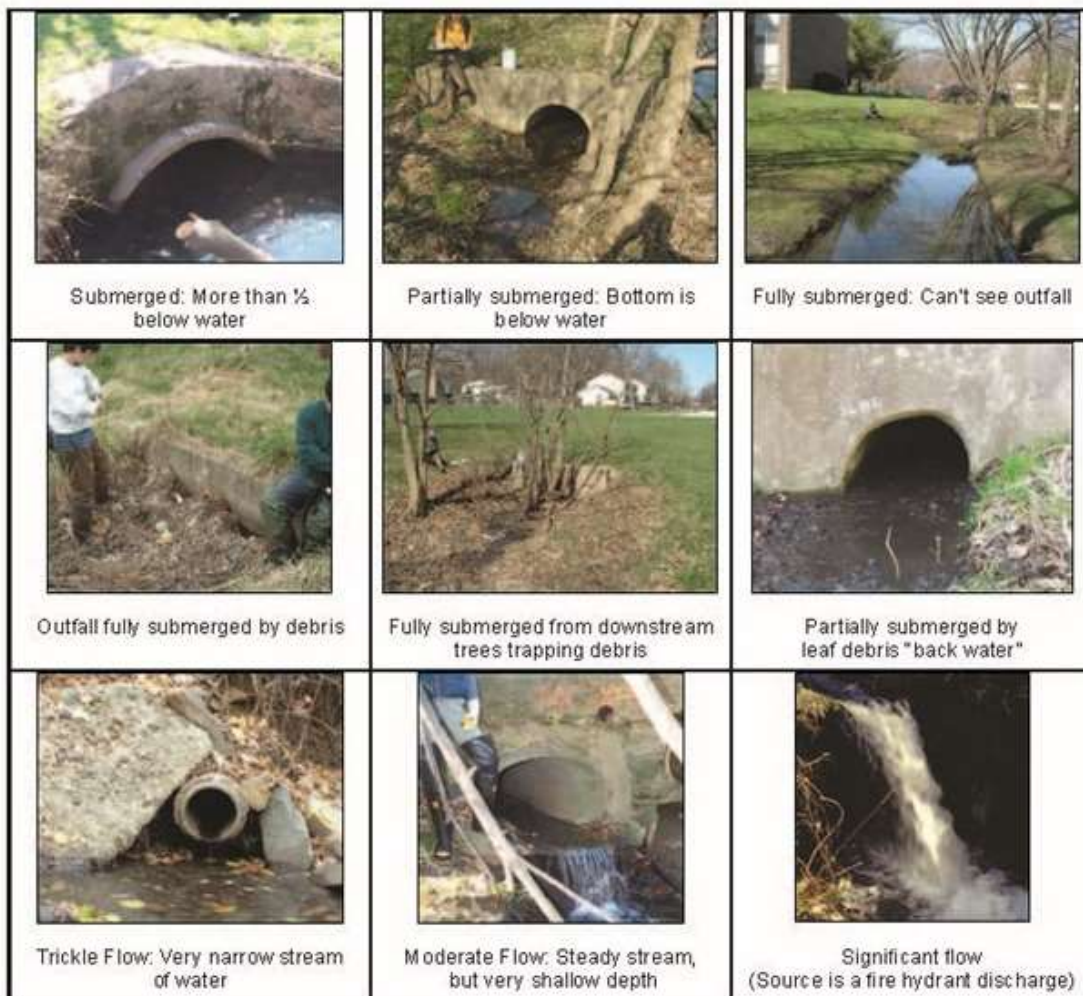 Submerged: More than ½
below water
Partially submerged: Bottom is
below water
Fully submerged: Can't see outfall
Outfall fully submerged by debris
Fully submerged from downstream
trees trapping debris
Partially submerged by
leaf debris "back water"
Trickle Flow: Very narrow stream
of water
Moderate Flow: Steady stream,
but very shallow depth
Significant flow
(Source is a fire hydrant discharge)